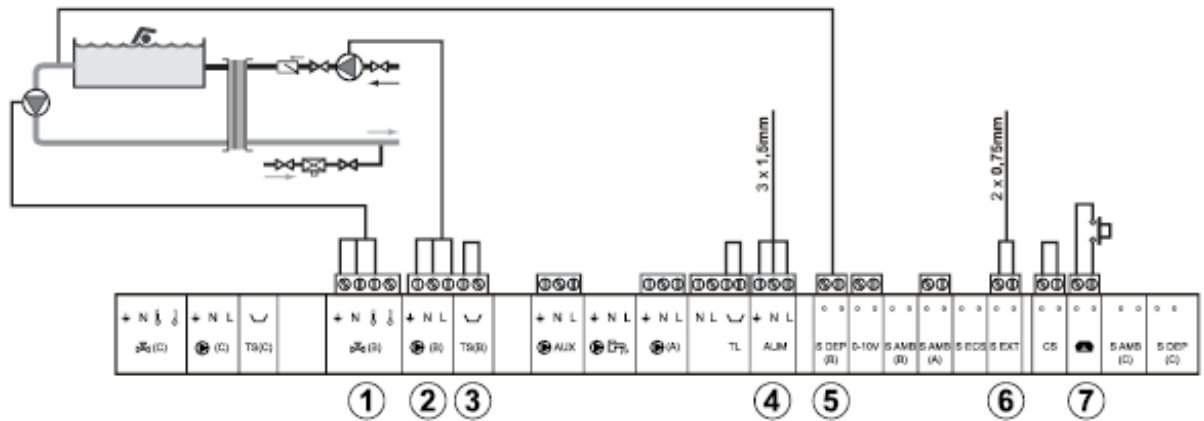 3 x 1,5mm
2 x 0,75mm
N
(C)
N L
(C)
TS(C)
N
(B)
N L
(B)
TS(B)
N L
AUX
N L
N L
(A)
N L
TL
N L
ALIM
S DEP
(B)
0-10V
S AMB
(B)
S AMB
(A)
S ECS
S EXT
CS
S AMB
(C)
S DEP
(C)
1
2
3
4
5
6
7